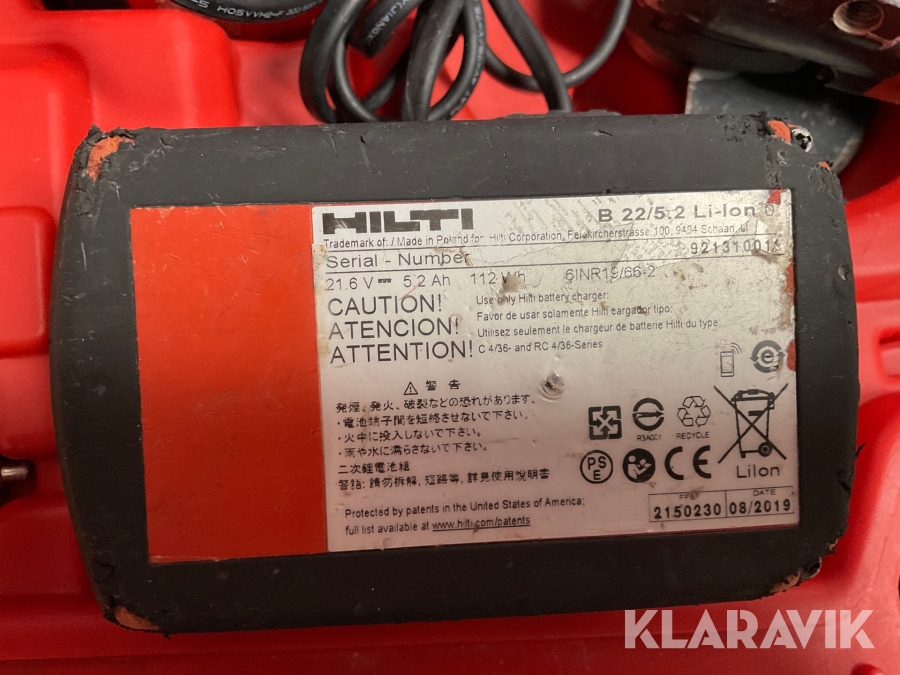 HO5VVH2-F
HILTI
B 22/5.2 Li-Ion
Trademark of: / Made in Poland for: Hilti Corporation, Feldkircherstrasse 100, 9494 Schaan,
Serial - Number
21.6 V 5.2 Ah 112 Wh 6INR19/66-2
CAUTION!
ATENCION!
ATTENTION!
Use only Hilti battery charger:
Favor de usar solamente Hilti cargador tipo:
Utilisez seulement le chargeur de batterie Hilti du type:
C 4/36- and RC 4/36-Series
⚠ 警 告
発煙、発火、破裂などの恐れがあります。
・電池端子間を短絡させないで下さい。
・火中に投入しないで下さい。
・雨や水に濡らさないで下さい。
二次鋰電池組
警語: 請勿拆解, 短路等, 詳見使用說明書
Protected by patents in the United States of America:
full list available at www.hilti.com/patents
RBA001
RECYCLE
PS
E
CE
LiIon
2150230
DATE
08/2019
KLARAVIK